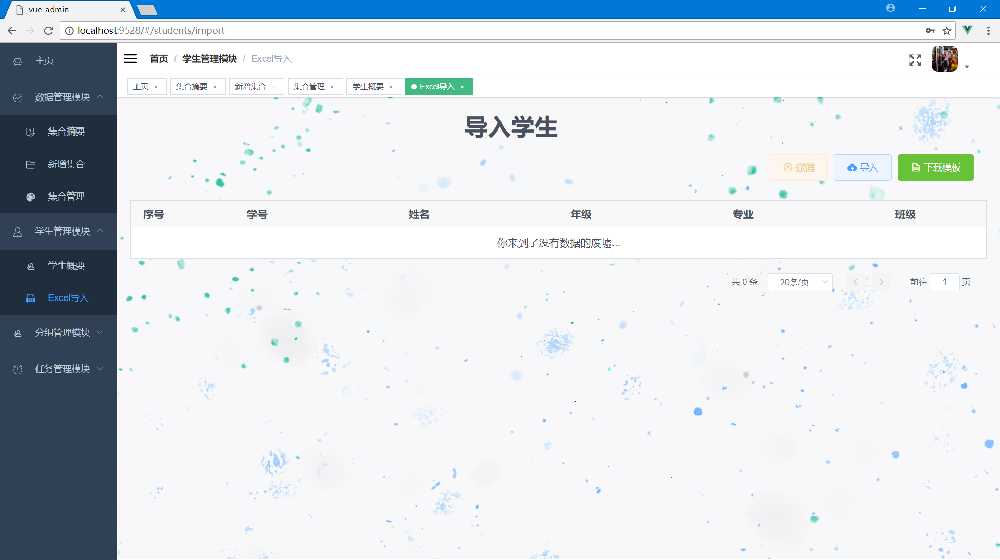 vue-admin
localhost:9528/#/students/import
主页
数据管理模块
集合摘要
新增集合
集合管理
学生管理模块
学生概要
Excel导入
分组管理模块
任务管理模块
首页 / 学生管理模块 / Excel导入
主页 × 集合摘要 × 新增集合 × 集合管理 × 学生概要 × Excel导入 ×
导入学生
撤销 导入 下载模板
序号 学号 姓名 年级 专业 班级
你来到了没有数据的废墟...
共 0 条 20条/页 前往 1 页